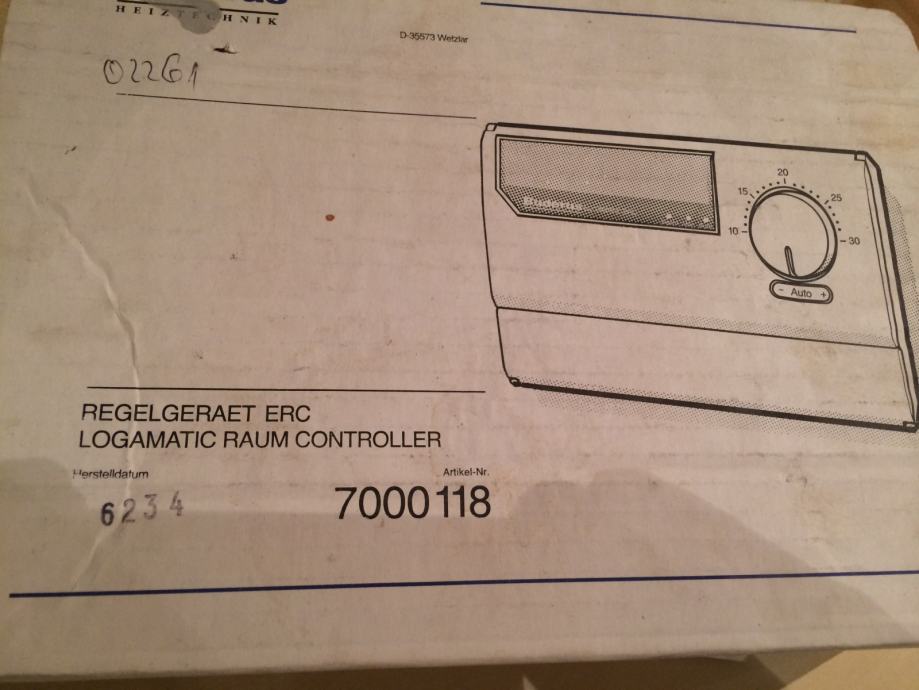 HEIZTECHNIK
D-35573 Wetzlar
02261
Buderus
20
15
25
10
30
- Auto +
REGELGERAET ERC
LOGAMATIC RAUM CONTROLLER
Herstelldatum
Artikel-Nr.
6234
7000118